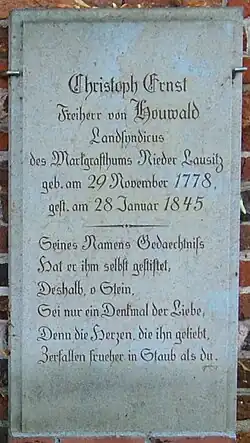 Christoph Ernst
Freiherr von Houwald
Landsyndicus
des Markgrafthums Nieder Lausitz
geb. am 29 November 1778,
gest. am 28 Januar 1845.
Seines Namens Gedaechtniss
Hat er ihm selbst gestiftet,
Deshalb, o Stein,
Sei nur ein Denkmal der Liebe,
Denn die Herzen, die ihn geliebt,
Zerfallen frueher in Staub als du.